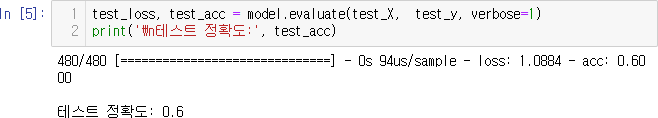 In [5]:
1 test_loss, test_acc = model.evaluate(test_X,  test_y, verbose=1)
2 print('₩n테스트 정확도:', test_acc)
480/480 [==============================] - 0s 94us/sample - loss: 1.0884 - acc: 0.60
00
테스트 정확도: 0.6